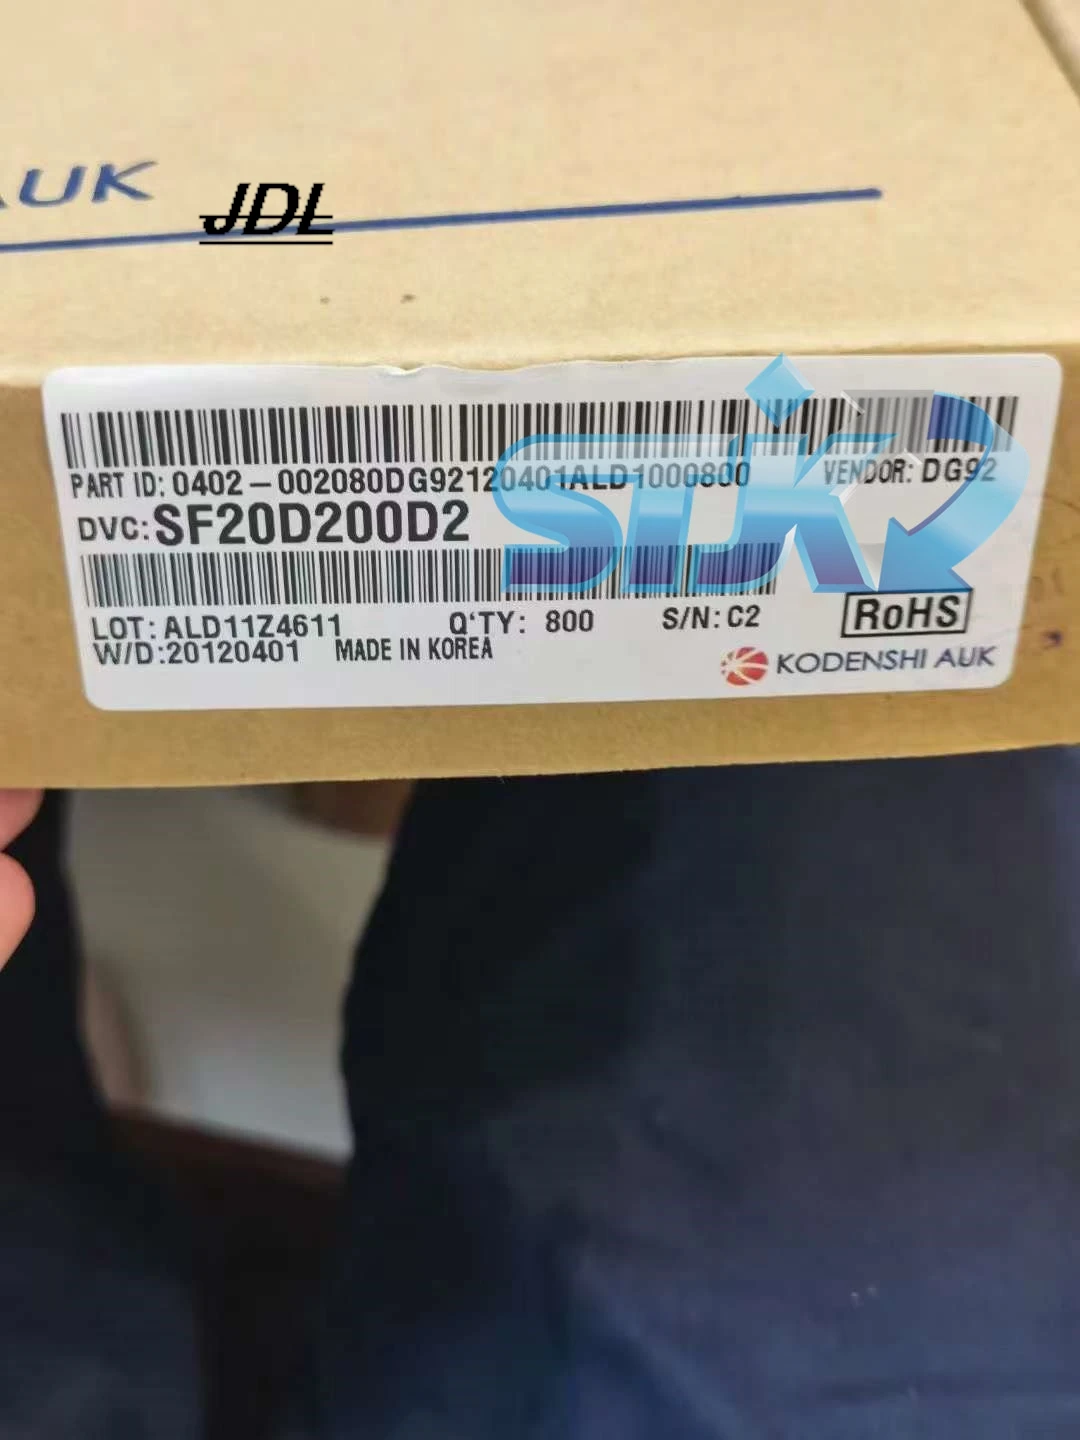 AUK
JDL
STJK
PART ID: 0402-002080DG92120401ALD1000800 VENDOR: DG92
DVC: SF20D200D2
LOT: ALD11Z4611 Q'TY: 800 S/N: C2 RoHS
W/D:20120401 MADE IN KOREA KODENSHI AUK